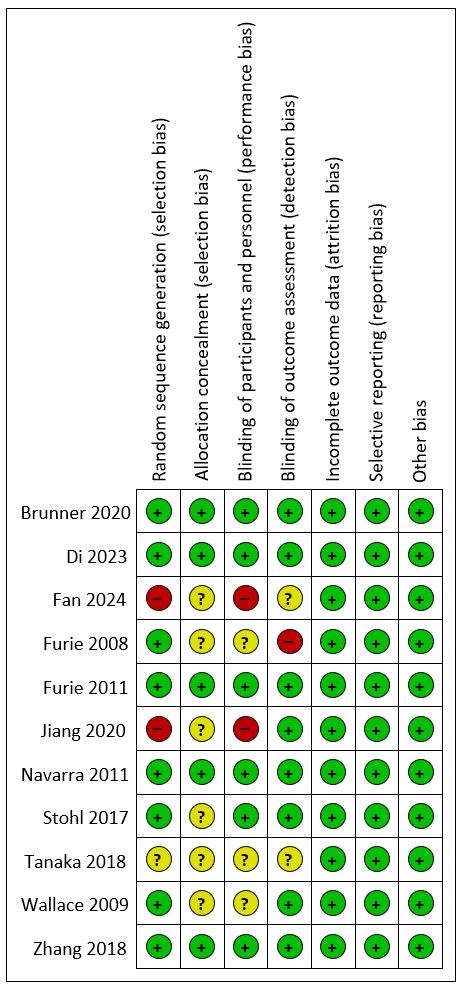 Random sequence generation (selection bias)
Allocation concealment (selection bias)
Blinding of participants and personnel (performance bias)
Blinding of outcome assessment (detection bias)
Incomplete outcome data (attrition bias)
Selective reporting (reporting bias)
Other bias
Brunner 2020 + + + + + + +
Di 2023 + + + + + + +
Fan 2024 − ? − ? + + +
Furie 2008 + ? ? − + + +
Furie 2011 + + + + + + +
Jiang 2020 − ? − + + + +
Navarra 2011 + + + + + + +
Stohl 2017 + ? + + + + +
Tanaka 2018 ? ? ? ? + + +
Wallace 2009 + ? ? + + + +
Zhang 2018 + + + + + + +